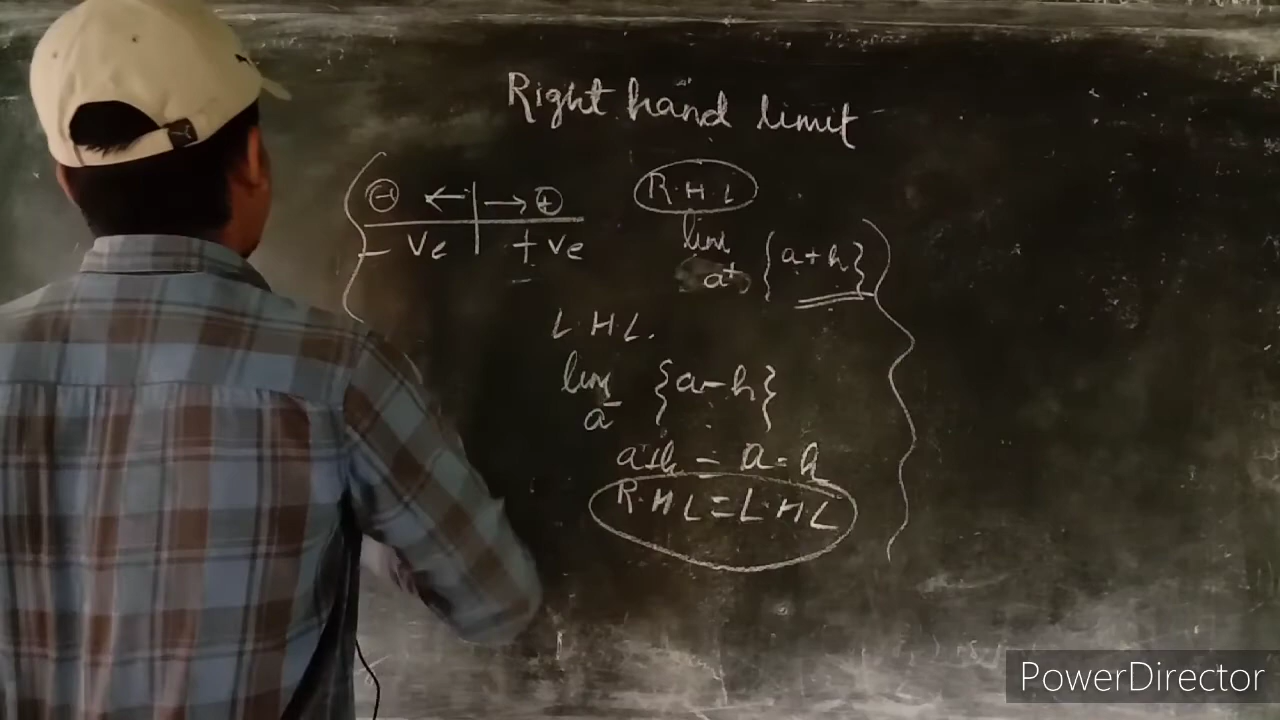 Right hand limit
⊖ ← | → ⊕
- ve | + ve
R.H.L
lim {a+h}
a⁺
L.H.L.
lim {a-h}
a⁻
a+h = a-h
R.H.L = L.H.L
PowerDirector